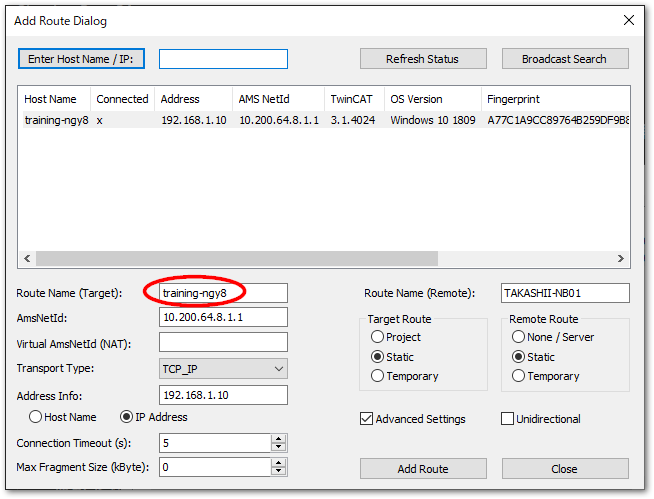 Add Route Dialog
Enter Host Name / IP:
Refresh Status
Broadcast Search
Host Name Connected Address AMS NetId TwinCAT OS Version Fingerprint
training-ngy8 x 192.168.1.10 10.200.64.8.1.1 3.1.4024 Windows 10 1809 A77C1A9CC89764B259DF9B8
Route Name (Target): training-ngy8
Route Name (Remote): TAKASHII-NB01
AmsNetId: 10.200.64.8.1.1
Virtual AmsNetId (NAT):
Transport Type: TCP_IP
Address Info: 192.168.1.10
Host Name IP Address
Connection Timeout (s): 5
Max Fragment Size (kByte): 0
Target Route
Project
Static
Temporary
Remote Route
None / Server
Static
Temporary
Advanced Settings
Unidirectional
Add Route
Close